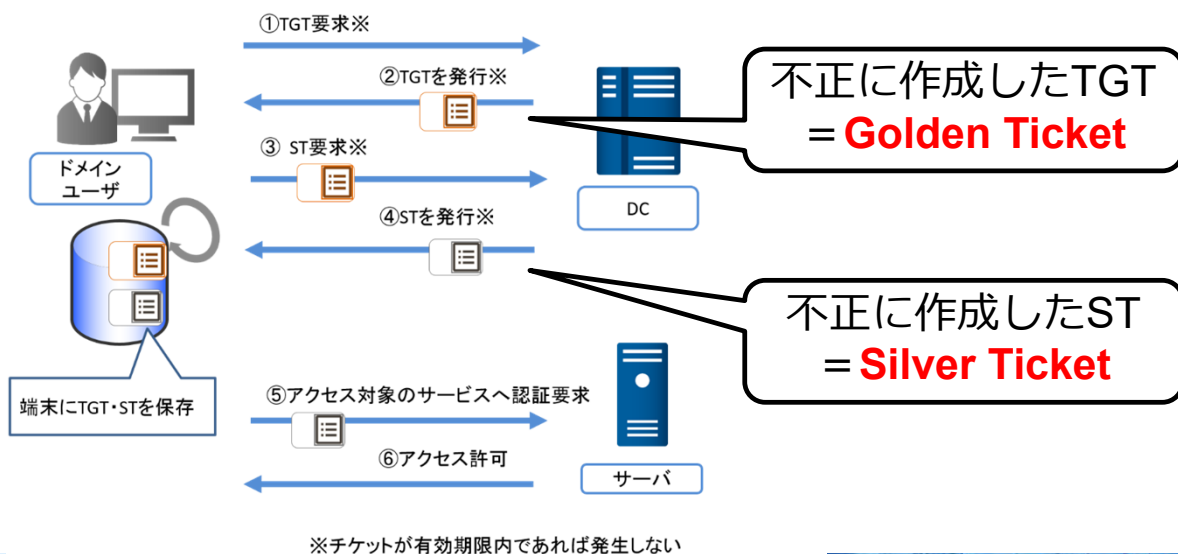 ①TGT要求※
②TGTを発行※
不正に作成したTGT
＝Golden Ticket
③ ST要求※
ドメイン
ユーザ
DC
④STを発行※
不正に作成したST
＝Silver Ticket
端末にTGT・STを保存
⑤アクセス対象のサービスへ認証要求
⑥アクセス許可
サーバ
※チケットが有効期限内であれば発生しない